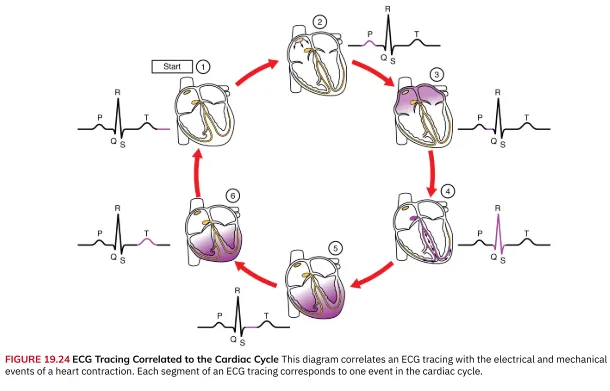 2
R
P T
Q S
Start 1
3
R
P T
Q S
R
P T
Q S
4
R
P T
Q S
6
R
P T
Q S
5
R
P T
Q S
FIGURE 19.24 ECG Tracing Correlated to the Cardiac Cycle This diagram correlates an ECG tracing with the electrical and mechanical
events of a heart contraction. Each segment of an ECG tracing corresponds to one event in the cardiac cycle.